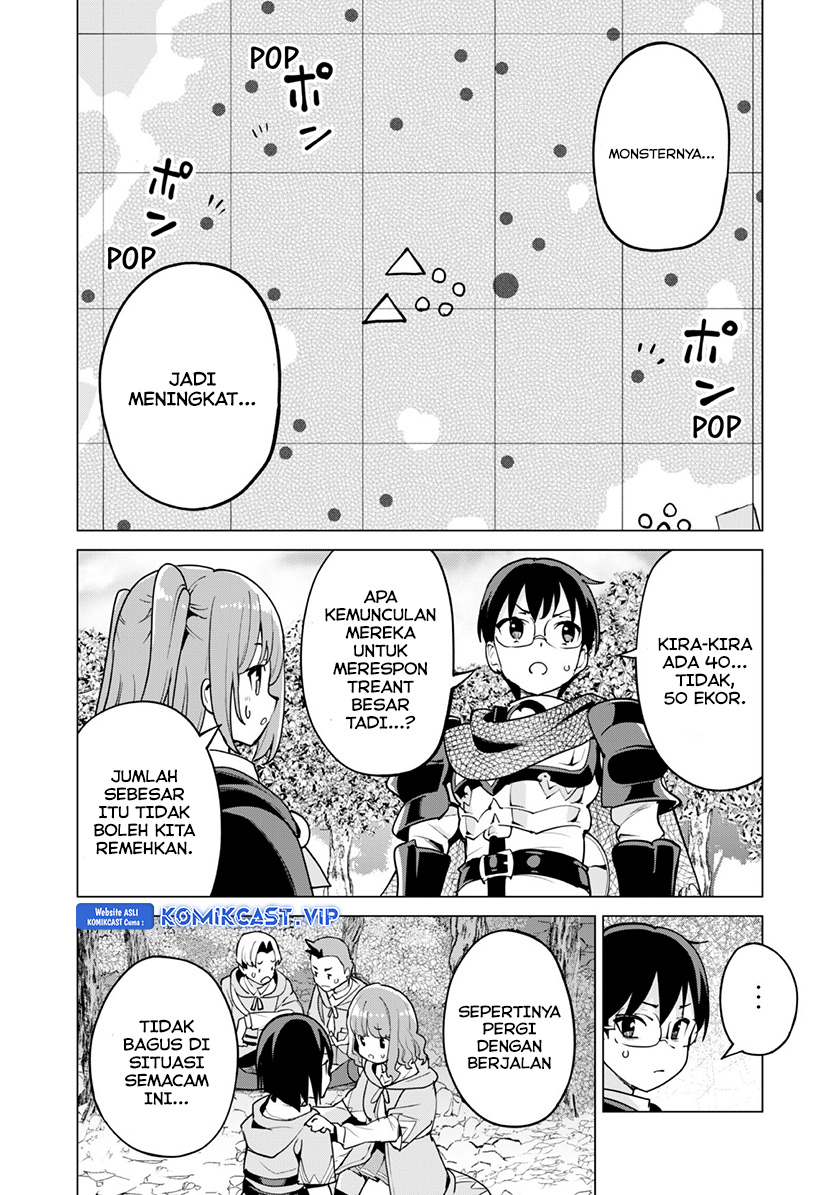 MONSTERNYA...
POP
ポン
ポン
POP
JADI
MENINGKAT...
ポン
POP
KIRA-KIRA
ADA 40...
TIDAK,
50 EKOR.
APA
KEMUNCULAN
MEREKA
UNTUK
MERESPON
TREANT
BESAR
TADI...?
JUMLAH
SEBESAR
ITU TIDAK
BOLEH KITA
REMEHKAN.
Website ASLI
KOMIKCAST Cuma :
KOMIKCAST.VIP
...
SEPERTINYA
PERGI
DENGAN
BERJALAN
TIDAK
BAGUS DI
SITUASI
SEMACAM
INI...